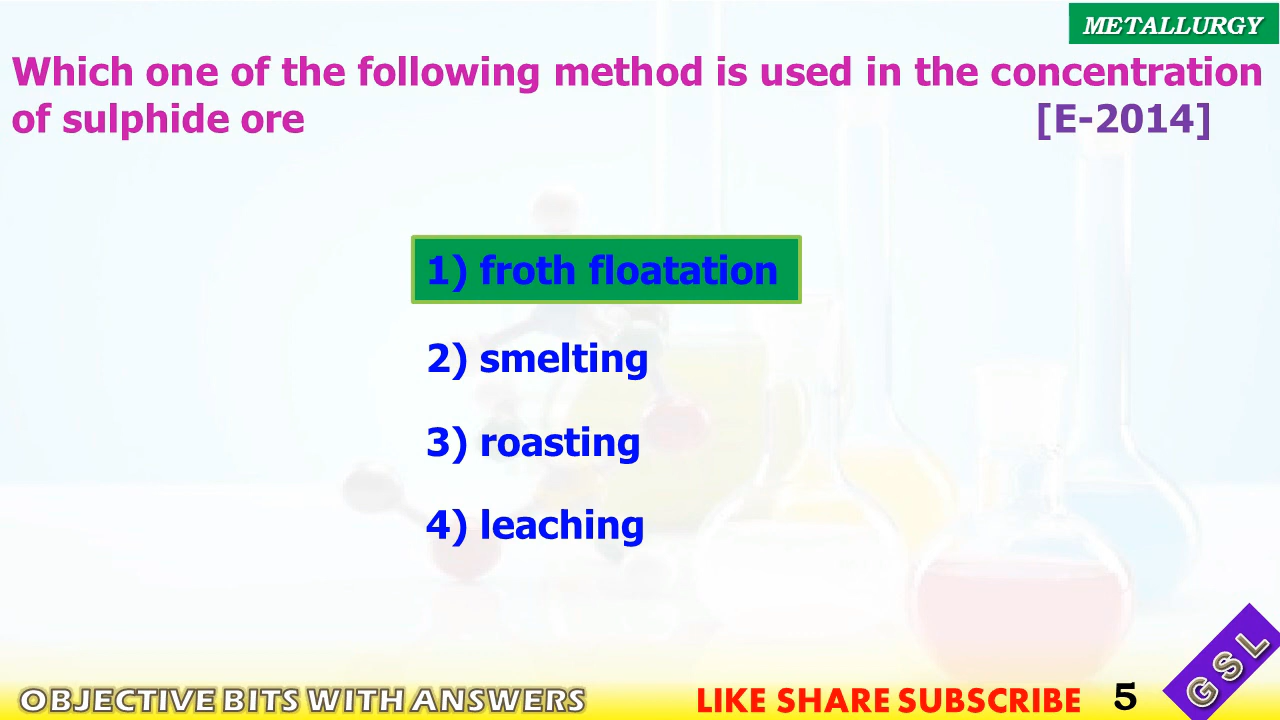 METALLURGY
Which one of the following method is used in the concentration
of sulphide ore [E-2014]
1) froth floatation
2) smelting
3) roasting
4) leaching
OBJECTIVE BITS WITH ANSWERS LIKE SHARE SUBSCRIBE 5 GSL